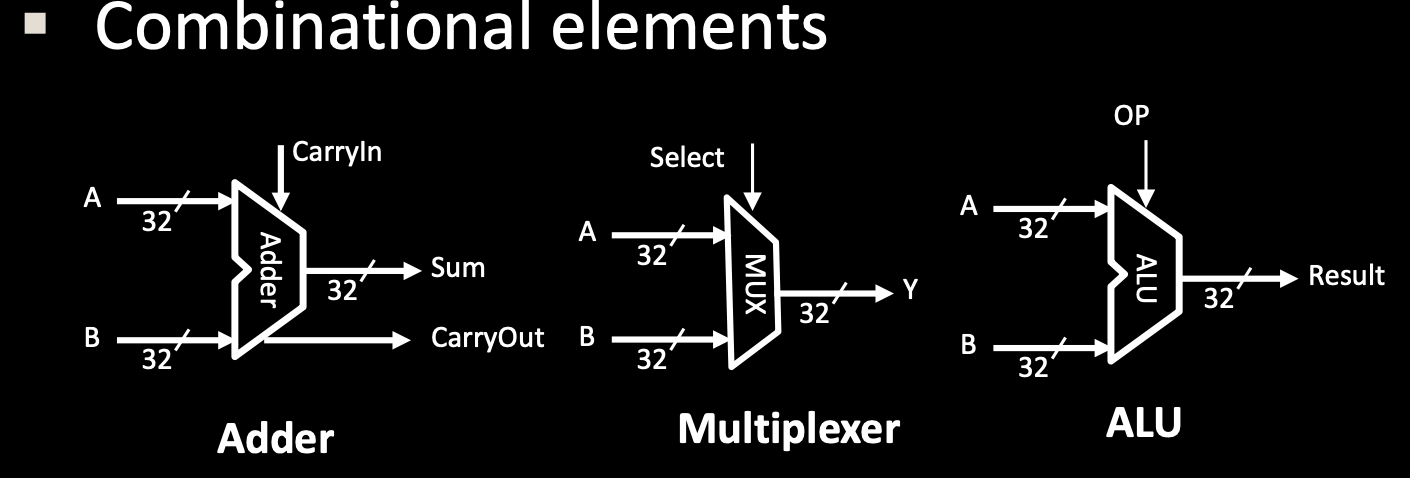 Combinational elements
CarryIn
A
32
Adder
Sum
32
B
32
CarryOut
Adder
Select
A
32
MUX
Y
32
B
32
Multiplexer
OP
A
32
ALU
Result
32
B
32
ALU